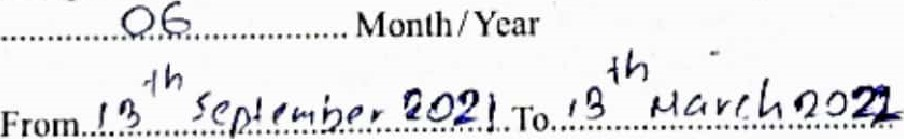 06 Month/Year
From 13th September 2021 To 13th March 2022